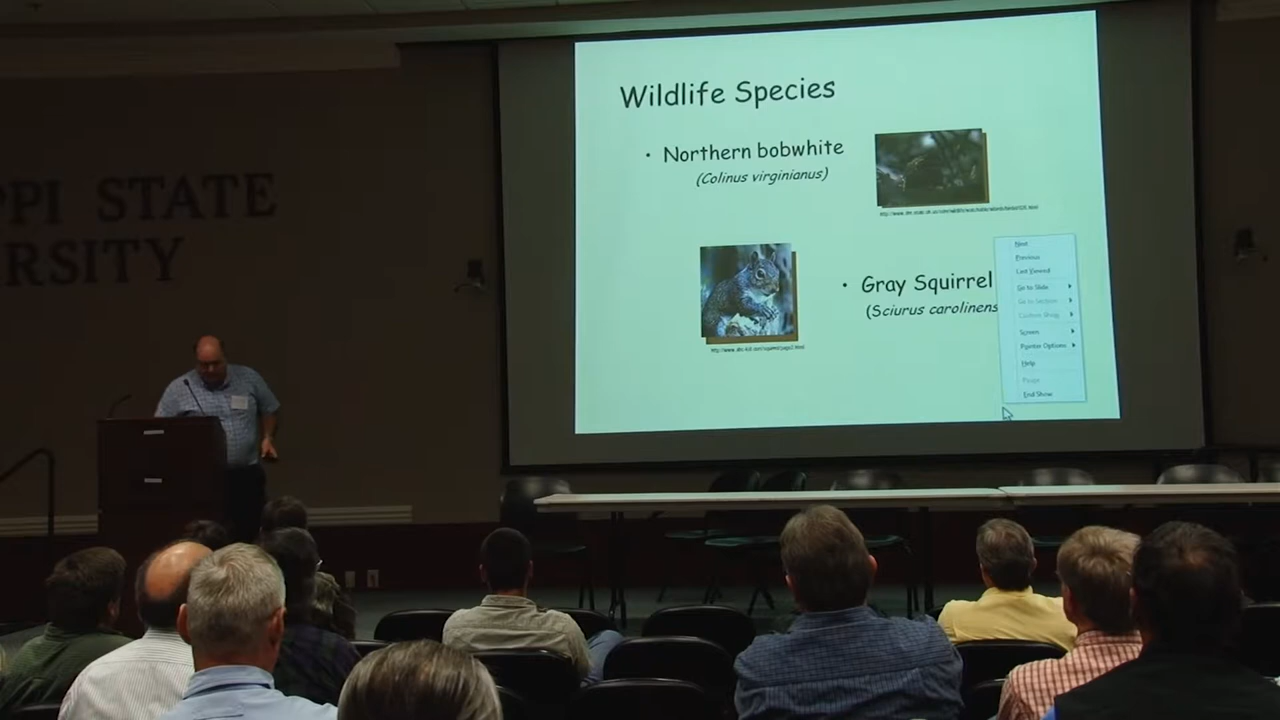 PPI STATE
ERSITY
Wildlife Species
• Northern bobwhite
(Colinus virginianus)
• Gray Squirrel
(Sciurus carolinens
Next
Previous
Last Viewed
Go to Slide
Go to Section
Custom Show
Screen
Pointer Options
Help
Pause
End Show